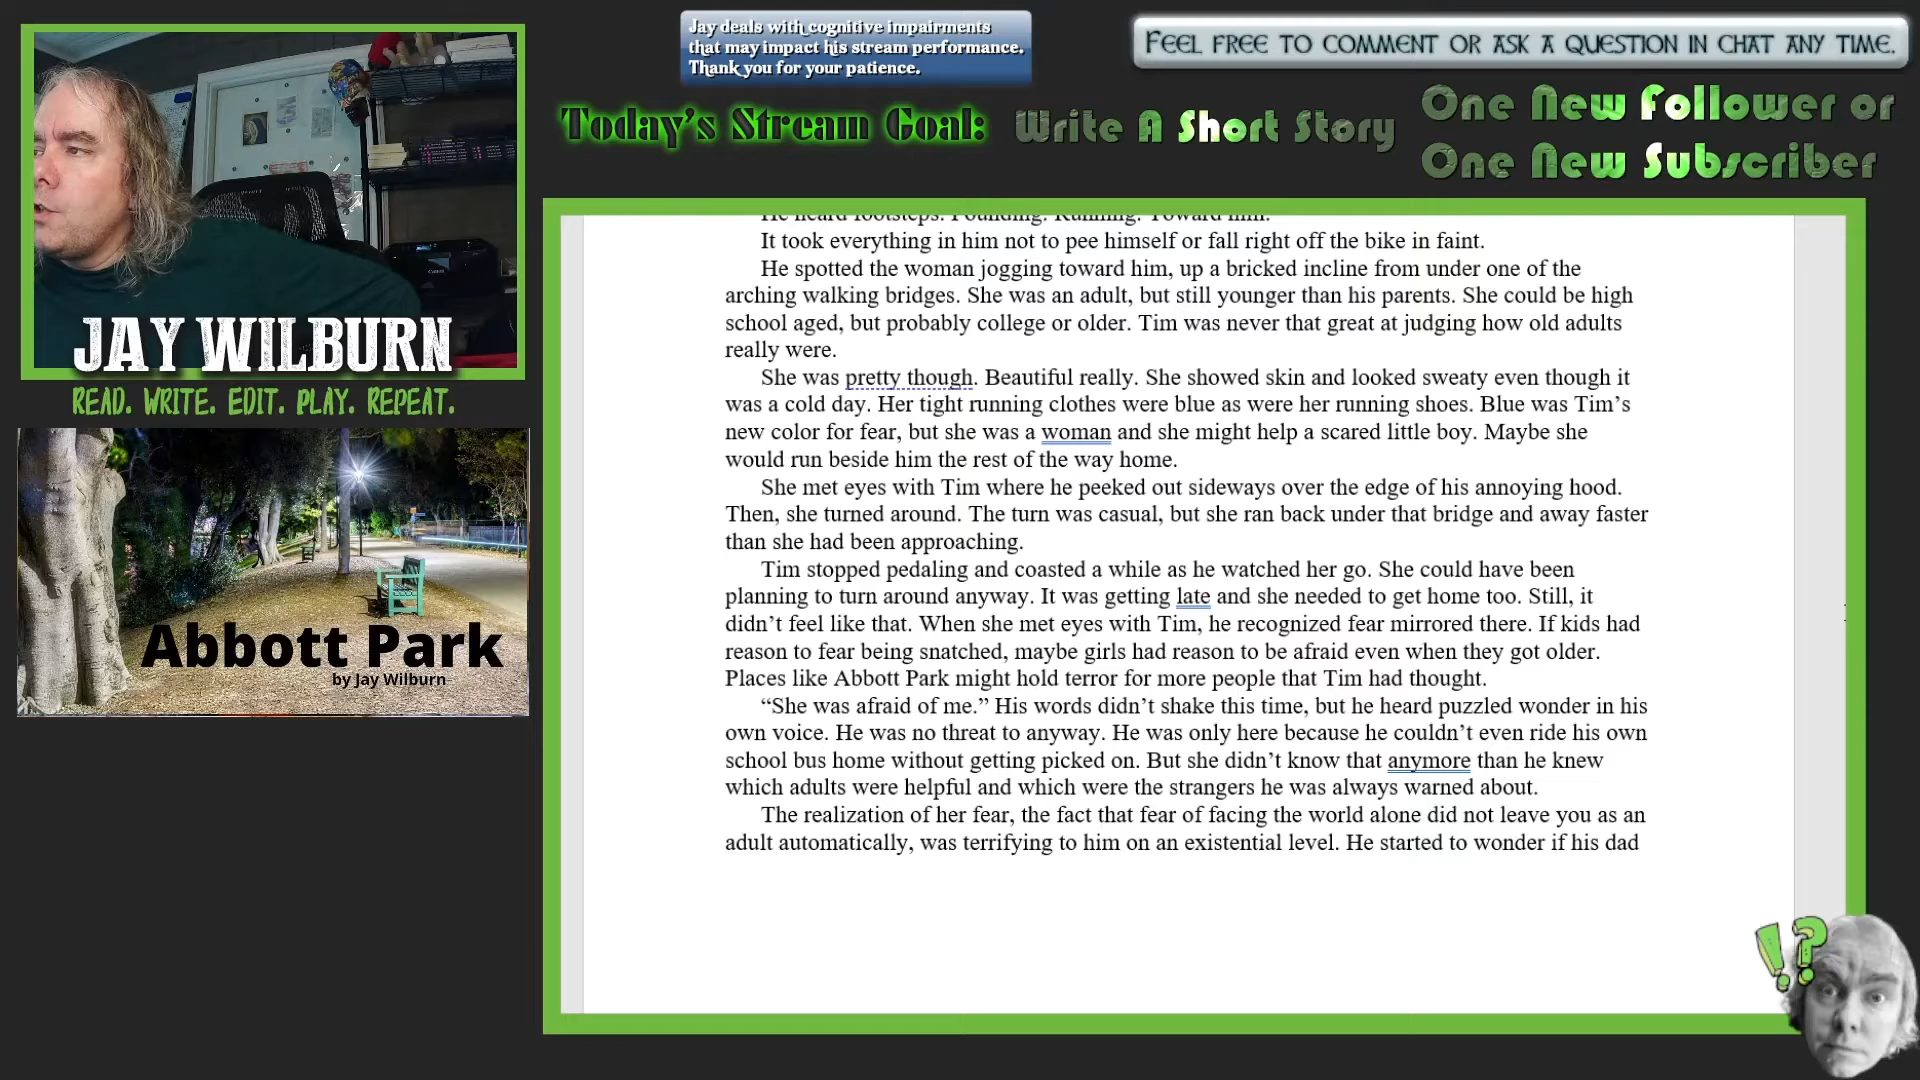 Jay deals with cognitive impairments
that may impact his stream performance.
Thank you for your patience.
Feel free to comment or ask a question in chat any time.
Today's Stream Goal:
Write A Short Story
One New Follower or
One New Subscriber
JAY WILBURN
READ. WRITE. EDIT. PLAY. REPEAT.
Abbott Park
by Jay Wilburn
He heard footsteps. Pounding. Running. Toward him.
It took everything in him not to pee himself or fall right off the bike in faint.
He spotted the woman jogging toward him, up a bricked incline from under one of the
arching walking bridges. She was an adult, but still younger than his parents. She could be high
school aged, but probably college or older. Tim was never that great at judging how old adults
really were.
She was pretty though. Beautiful really. She showed skin and looked sweaty even though it
was a cold day. Her tight running clothes were blue as were her running shoes. Blue was Tim’s
new color for fear, but she was a woman and she might help a scared little boy. Maybe she
would run beside him the rest of the way home.
She met eyes with Tim where he peeked out sideways over the edge of his annoying hood.
Then, she turned around. The turn was casual, but she ran back under that bridge and away faster
than she had been approaching.
Tim stopped pedaling and coasted a while as he watched her go. She could have been
planning to turn around anyway. It was getting late and she needed to get home too. Still, it
didn’t feel like that. When she met eyes with Tim, he recognized fear mirrored there. If kids had
reason to fear being snatched, maybe girls had reason to be afraid even when they got older.
Places like Abbott Park might hold terror for more people that Tim had thought.
“She was afraid of me.” His words didn’t shake this time, but he heard puzzled wonder in his
own voice. He was no threat to anyway. He was only here because he couldn’t even ride his own
school bus home without getting picked on. But she didn’t know that anymore than he knew
which adults were helpful and which were the strangers he was always warned about.
The realization of her fear, the fact that fear of facing the world alone did not leave you as an
adult automatically, was terrifying to him on an existential level. He started to wonder if his dad
!?